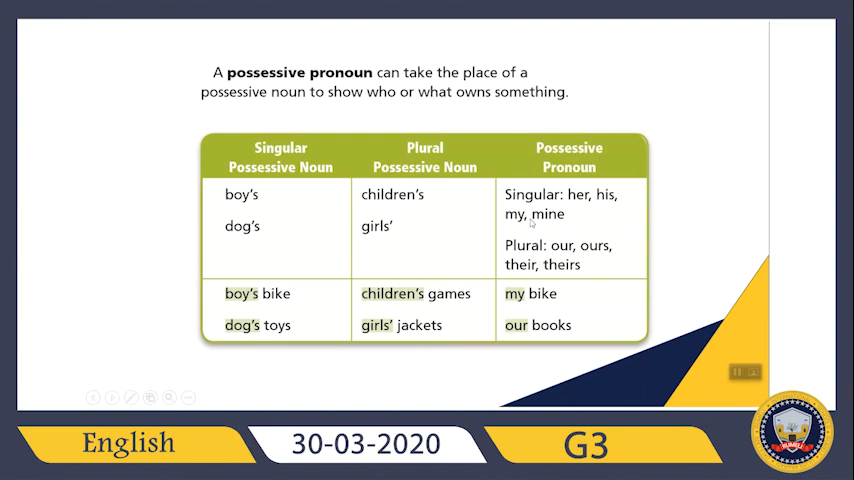 A possessive pronoun can take the place of a
possessive noun to show who or what owns something.
Singular Possessive Noun
Plural Possessive Noun
Possessive Pronoun
boy's
dog's
children's
girls'
Singular: her, his,
my, mine
Plural: our, ours,
their, theirs
boy's bike
dog's toys
children's games
girls' jackets
my bike
our books
English
30-03-2020
G3